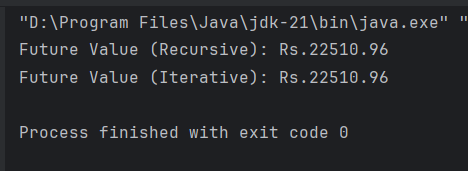 "D:\Program Files\Java\jdk-21\bin\java.exe" "
Future Value (Recursive): Rs.22510.96
Future Value (Iterative): Rs.22510.96
Process finished with exit code 0